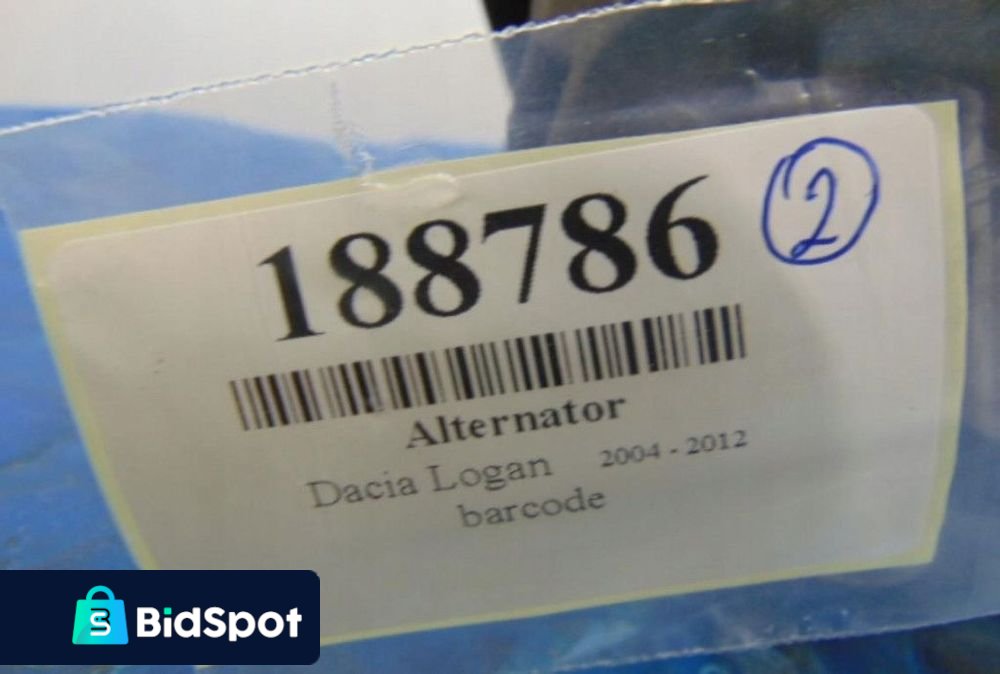 188786 2
Alternator
Dacia Logan 2004 - 2012
barcode
BidSpot